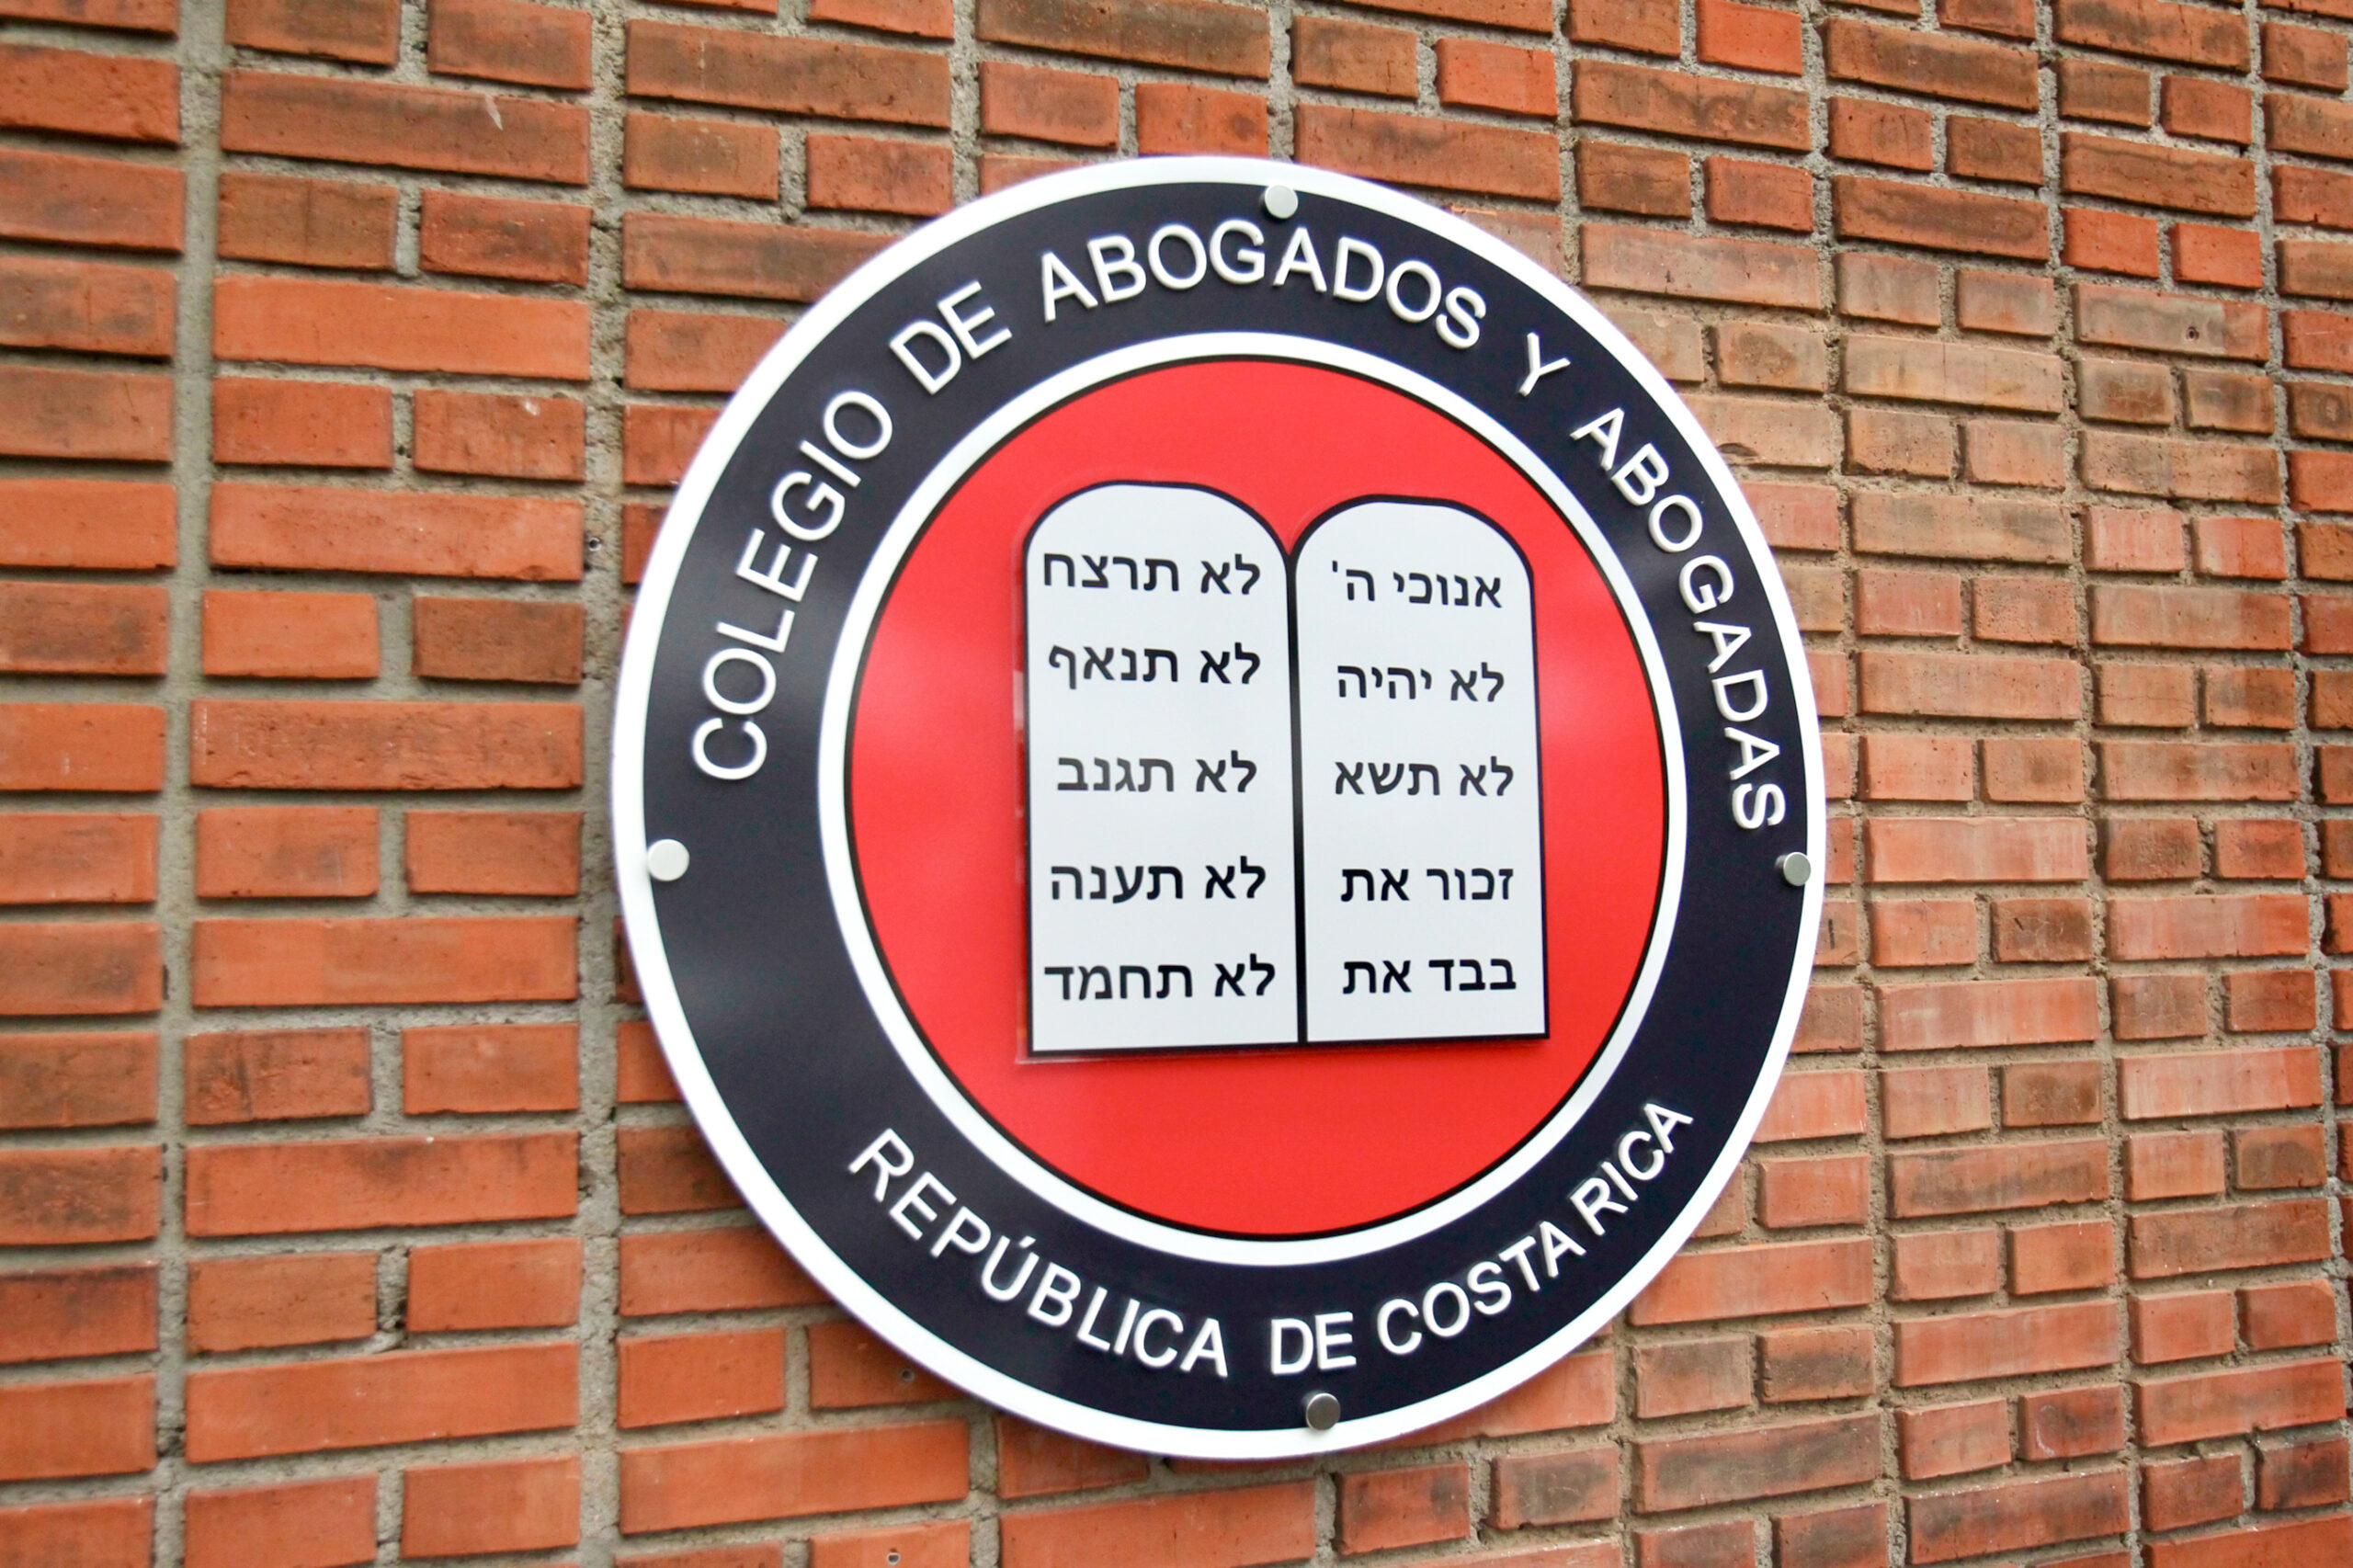 COLEGIO DE ABOGADOS Y ABOGADAS
אנוכי ה'
לא יהיה
לא תשא
זכור את
בבד את
לא תרצח
לא תנאף
לא תגנב
לא תענה
לא תחמד
REPÚBLICA DE COSTA RICA